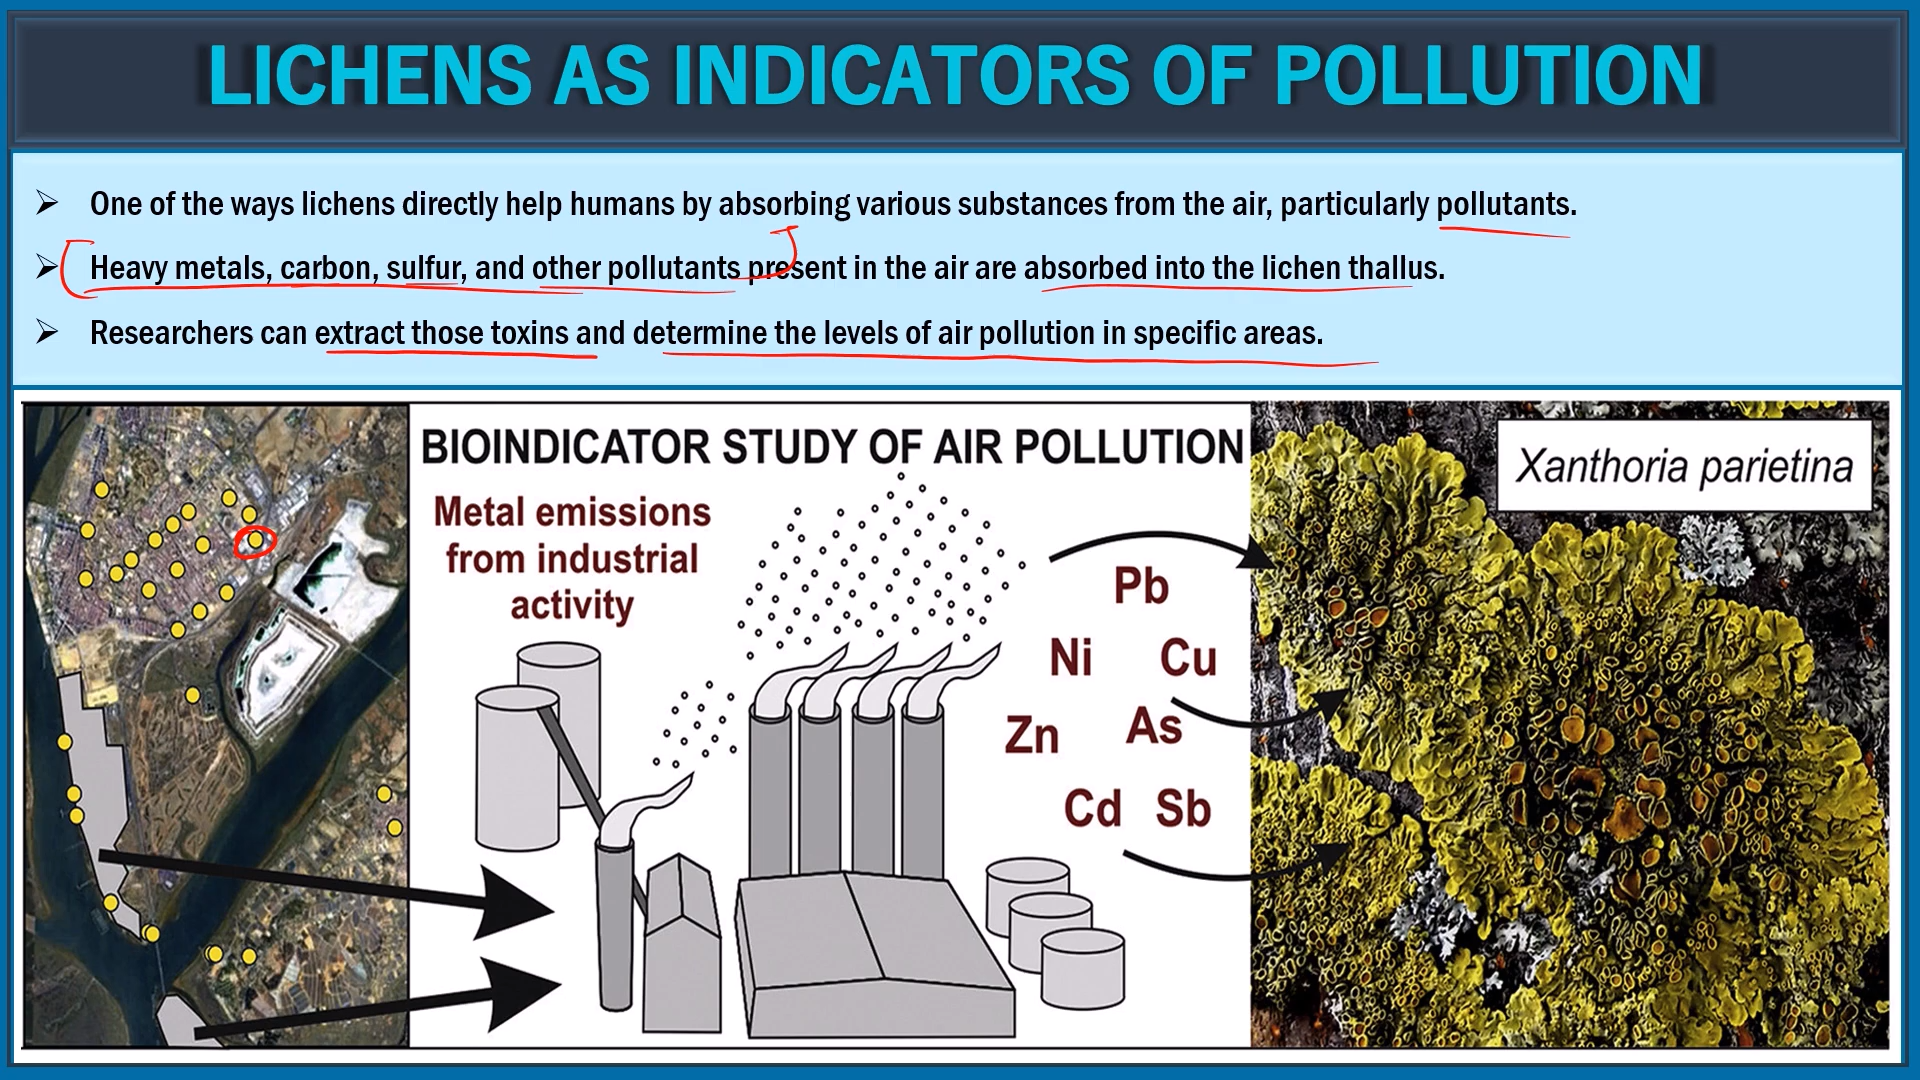 LICHENS AS INDICATORS OF POLLUTION
➢ One of the ways lichens directly help humans by absorbing various substances from the air, particularly pollutants.
➢ Heavy metals, carbon, sulfur, and other pollutants present in the air are absorbed into the lichen thallus.
➢ Researchers can extract those toxins and determine the levels of air pollution in specific areas.
BIOINDICATOR STUDY OF AIR POLLUTION
Xanthoria parietina
Metal emissions
from industrial
activity
Pb
Ni Cu
Zn As
Cd Sb